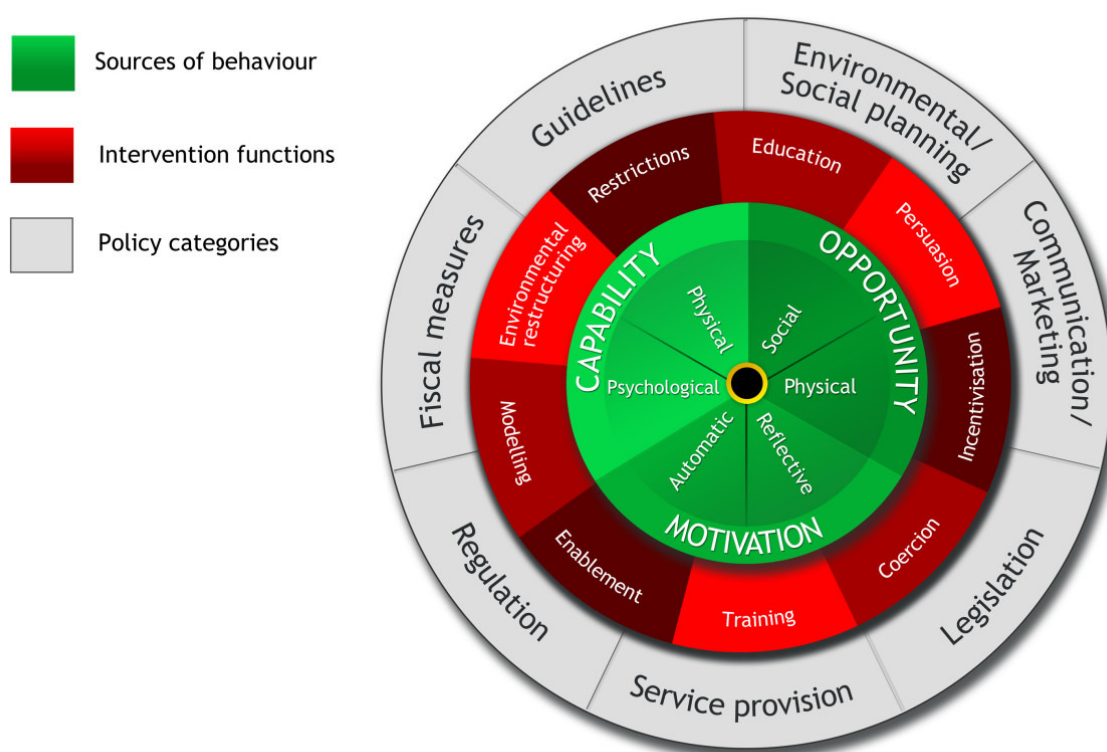 Sources of behaviour
Intervention functions
Policy categories
Environmental/
Social planning
Communication/
Marketing
Legislation
Service provision
Regulation
Fiscal measures
Guidelines
Education
Persuasion
Incentivisation
Coercion
Training
Enablement
Modelling
Environmental
restructuring
Restrictions
CAPABILITY
Physical
Psychological
OPPORTUNITY
Social
Physical
MOTIVATION
Automatic
Reflective